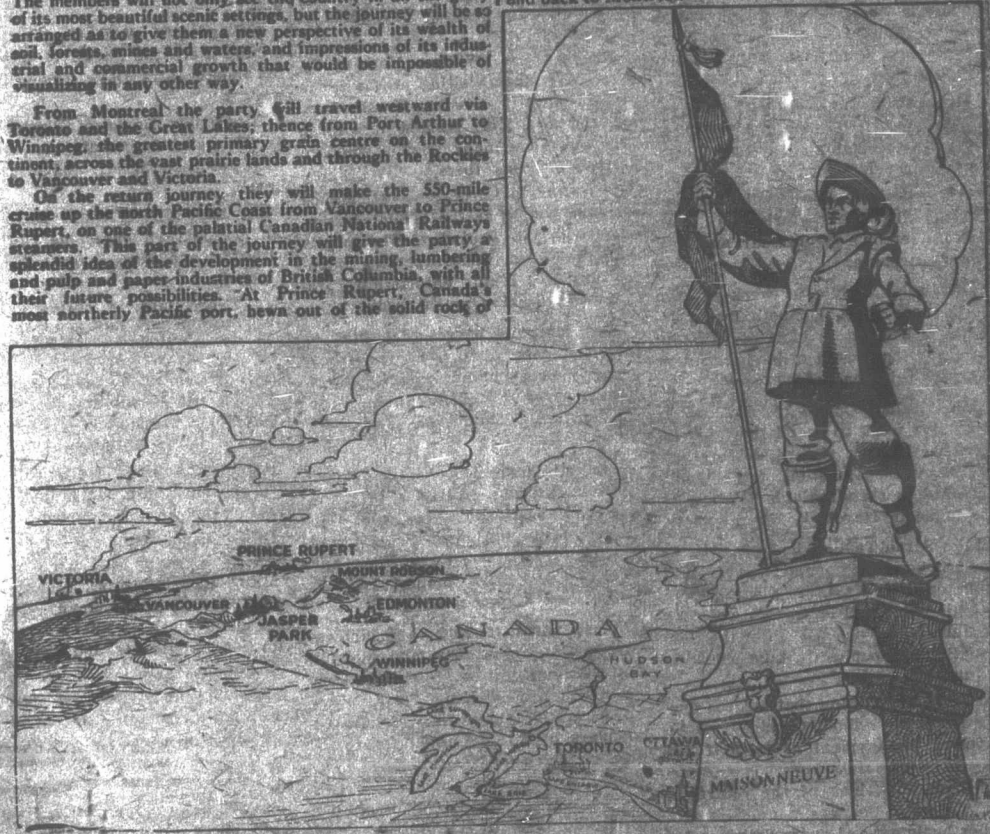 of its most beautiful scenic settings, but the journey will be so
arranged as to give them a new perspective of its wealth of
soil, forests, mines and waters, and impressions of its indus-
trial and commercial growth that would be impossible of
visualizing in any other way.
From Montreal the party will travel westward via
Toronto and the Great Lakes; thence from Port Arthur to
Winnipeg, the greatest primary grain centre on the con-
tinent, across the vast prairie lands and through the Rockies
to Vancouver and Victoria.
On the return journey they will make the 550-mile
cruise up the north Pacific Coast from Vancouver to Prince
Rupert, on one of the palatial Canadian National Railways
steamers. This part of the journey will give the party a
splendid idea of the development in the mining, lumbering
and pulp and paper industries of British Columbia, with all
their future possibilities. At Prince Rupert, Canada's
most northerly Pacific port, hewn out of the solid rock of
PRINCE RUPERT
VICTORIA
MOUNT ROBSON
VANCOUVER
EDMONTON
JASPER
PARK
CANADA
WINNIPEG
HUDSON
BAY
TORONTO
OTTAWA
MAISONNEUVE